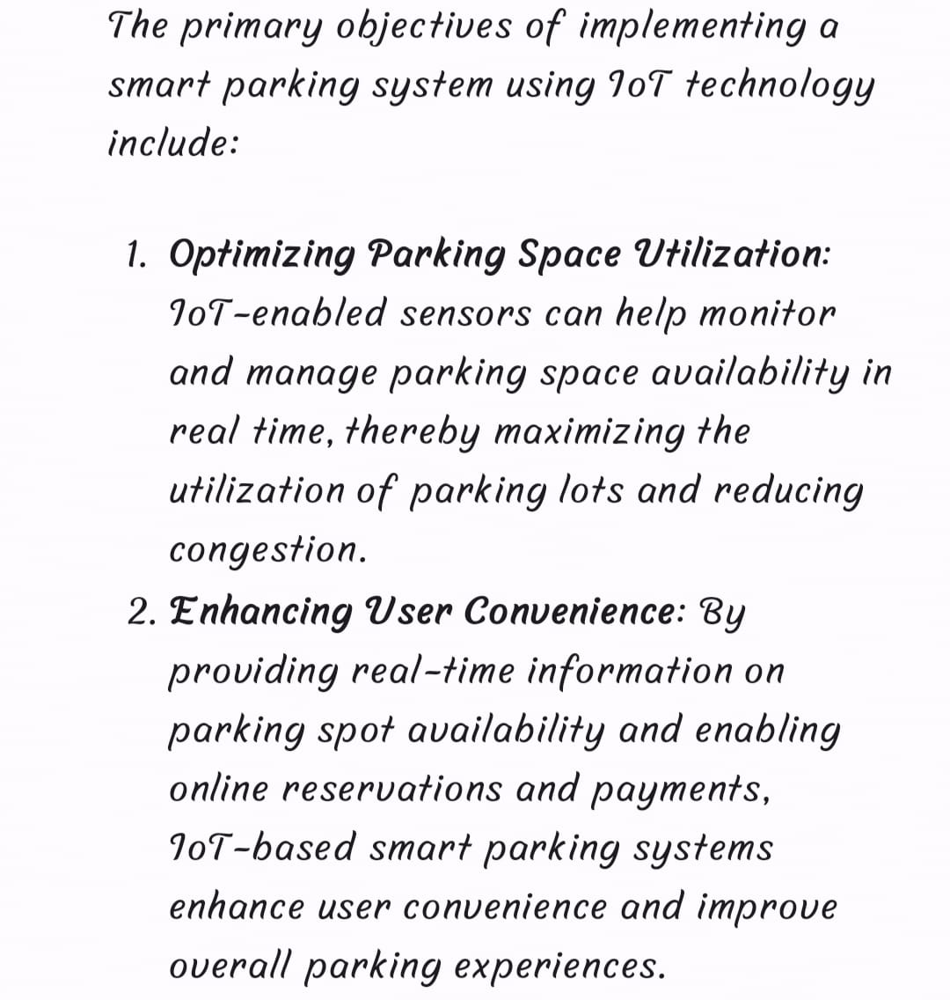 The primary objectives of implementing a
smart parking system using IoT technology
include:
1. Optimizing Parking Space Utilization:
IoT-enabled sensors can help monitor
and manage parking space availability in
real time, thereby maximizing the
utilization of parking lots and reducing
congestion.
2. Enhancing User Convenience: By
providing real-time information on
parking spot availability and enabling
online reservations and payments,
IoT-based smart parking systems
enhance user convenience and improve
overall parking experiences.